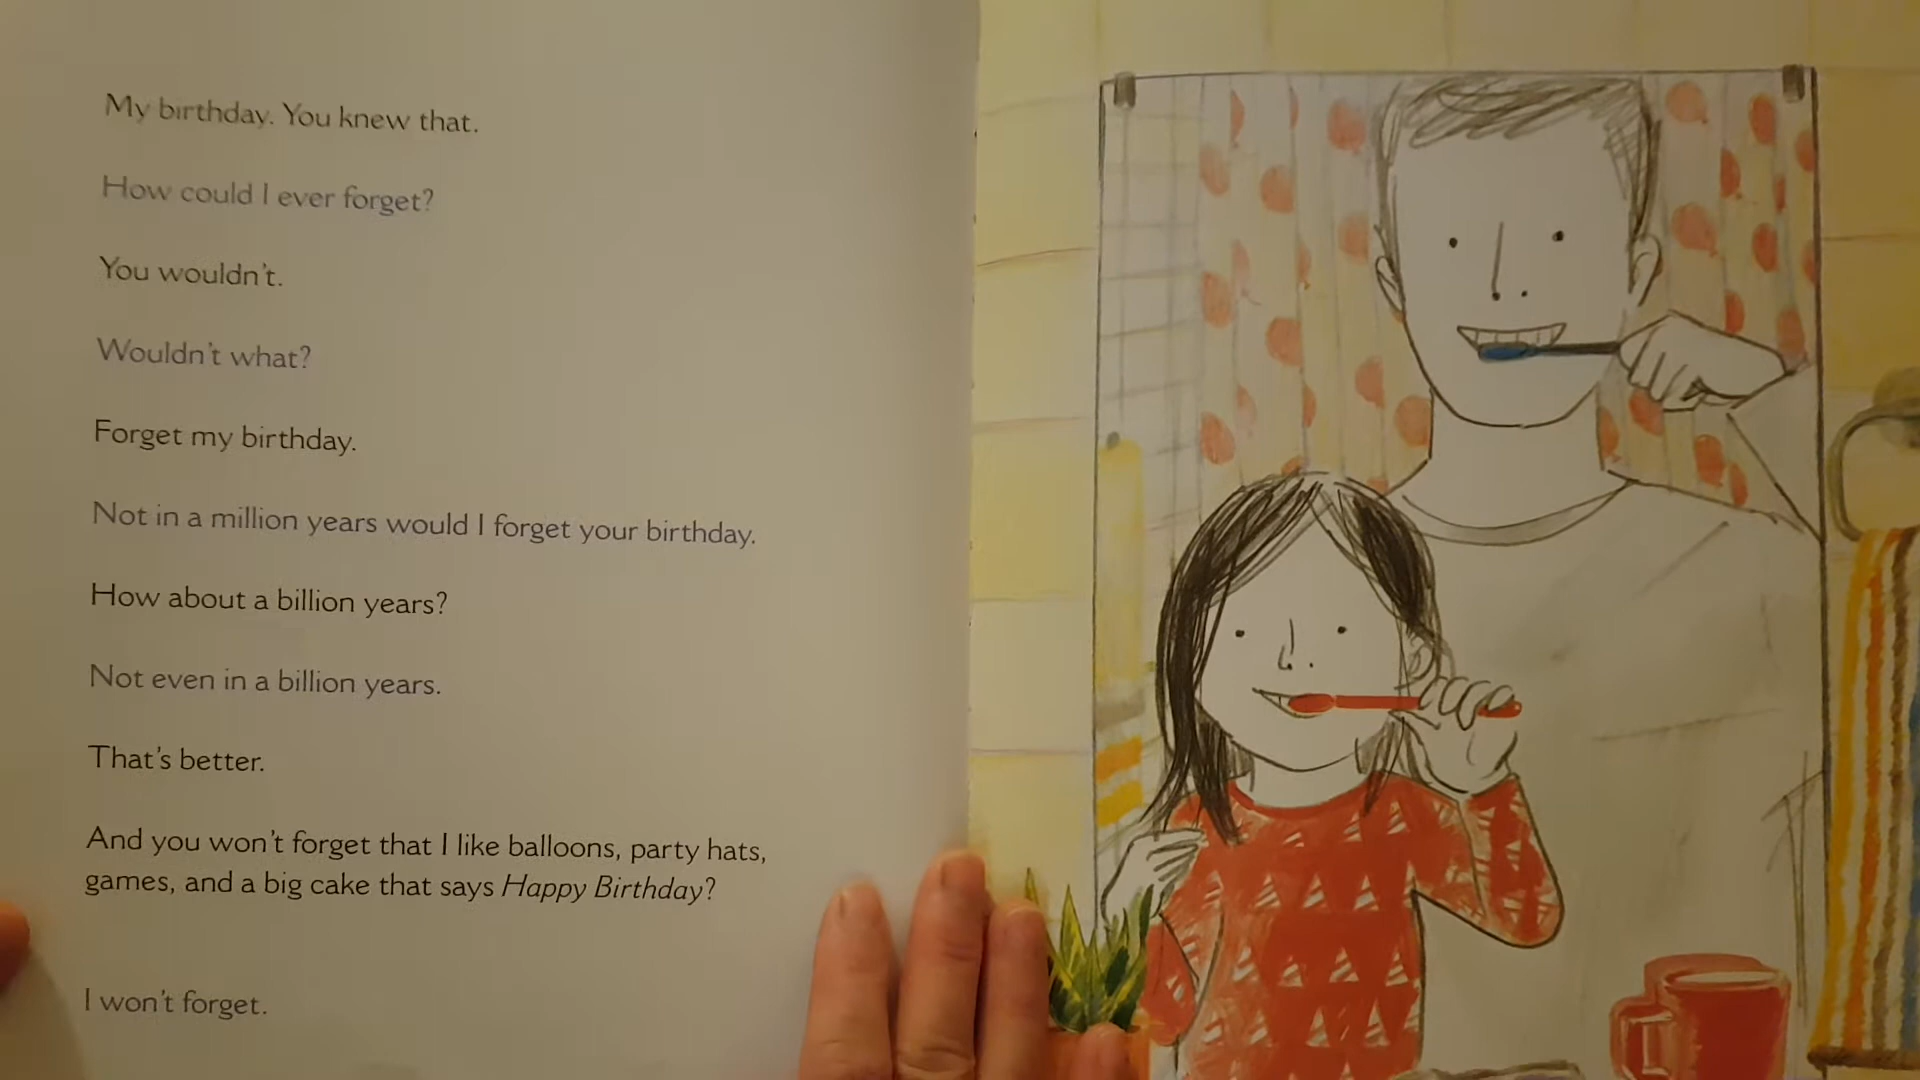 My birthday. You knew that.
How could I ever forget?
You wouldn't.
Wouldn't what?
Forget my birthday.
Not in a million years would I forget your birthday.
How about a billion years?
Not even in a billion years.
That's better.
And you won't forget that I like balloons, party hats,
games, and a big cake that says Happy Birthday?
I won't forget.